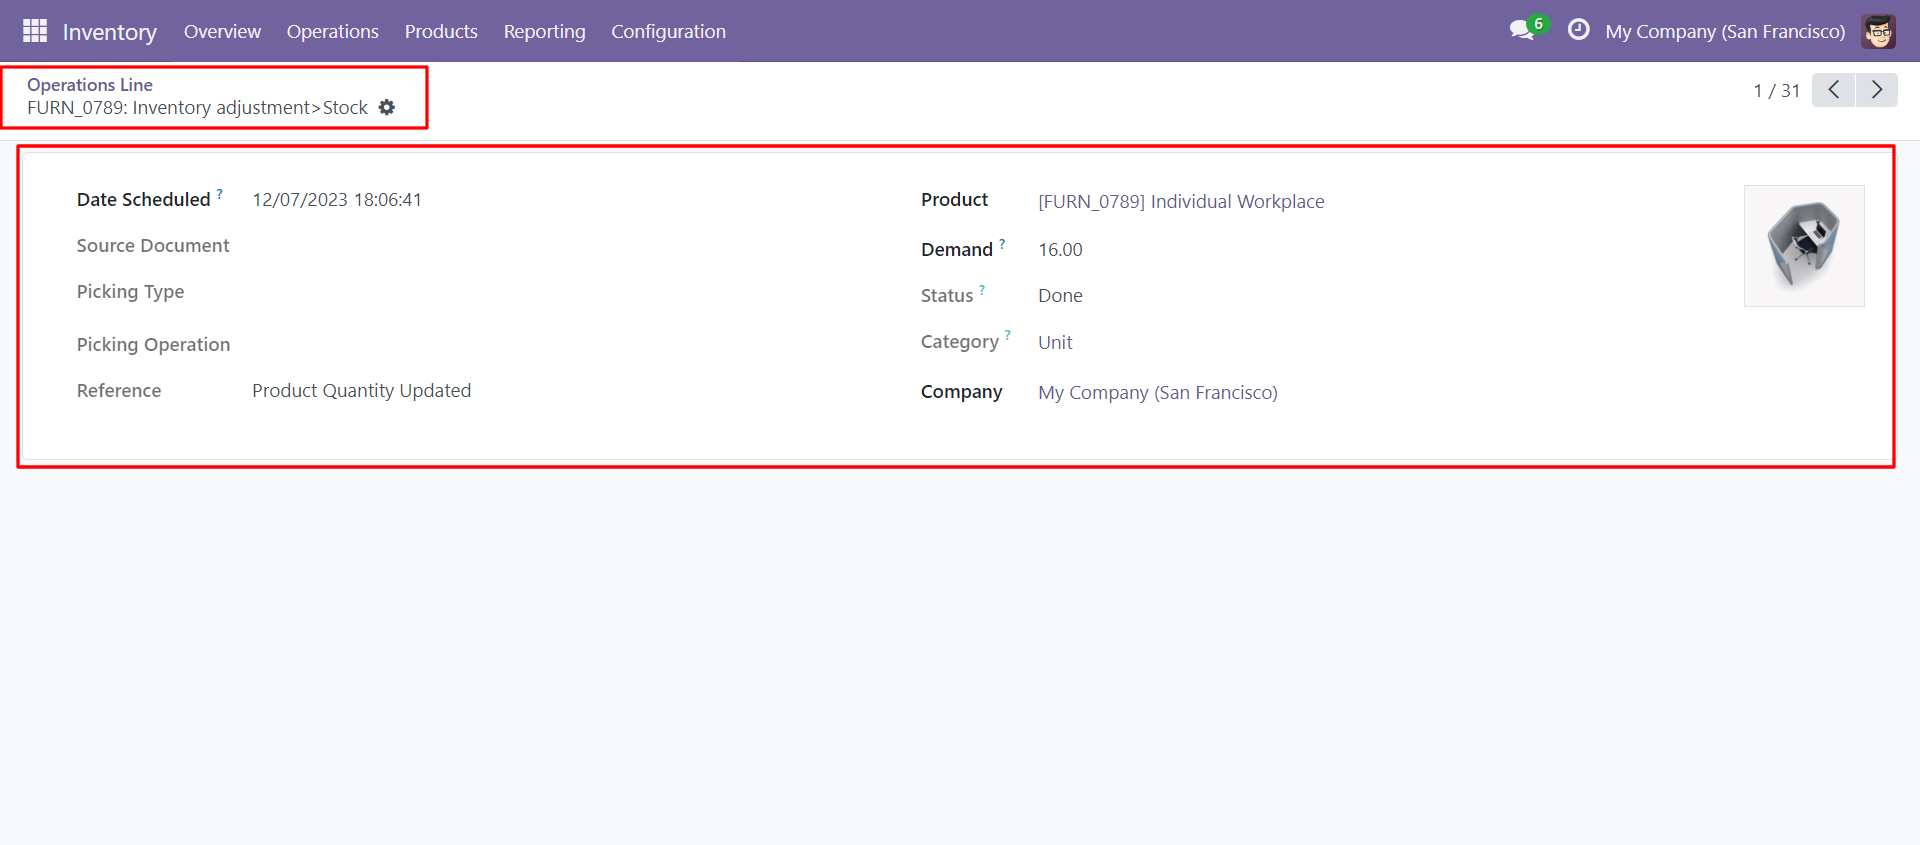 Inventory Overview Operations Products Reporting Configuration 6 My Company (San Francisco)
Operations Line
FURN_0789: Inventory adjustment>Stock
1 / 31
Date Scheduled ? 12/07/2023 18:06:41
Source Document
Picking Type
Picking Operation
Reference Product Quantity Updated
Product [FURN_0789] Individual Workplace
Demand ? 16.00
Status ? Done
Category ? Unit
Company My Company (San Francisco)